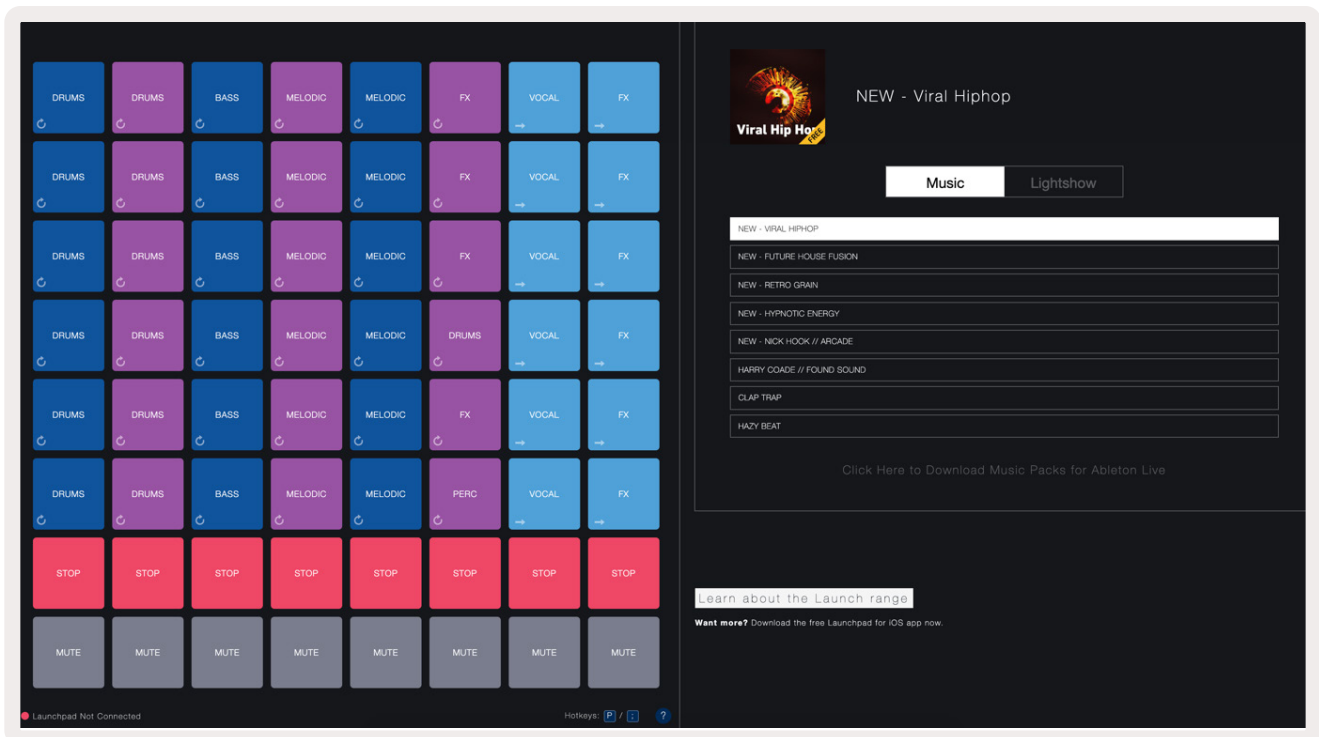 DRUMS DRUMS BASS MELODIC MELODIC FX VOCAL FX
DRUMS DRUMS BASS MELODIC MELODIC FX VOCAL FX
DRUMS DRUMS BASS MELODIC MELODIC FX VOCAL FX
DRUMS DRUMS BASS MELODIC MELODIC DRUMS VOCAL FX
DRUMS DRUMS BASS MELODIC MELODIC FX VOCAL FX
DRUMS DRUMS BASS MELODIC MELODIC PERC VOCAL FX
STOP STOP STOP STOP STOP STOP STOP STOP
MUTE MUTE MUTE MUTE MUTE MUTE MUTE MUTE
Launchpad Not Connected
Hotkeys: P / ; ?
Viral Hip Hop
FREE
NEW - Viral Hiphop
Music Lightshow
NEW - VIRAL HIPHOP
NEW - FUTURE HOUSE FUSION
NEW - RETRO GRAIN
NEW - HYPNOTIC ENERGY
NEW - NICK HOOK // ARCADE
HARRY COADE // FOUND SOUND
CLAP TRAP
HAZY BEAT
Click Here to Download Music Packs for Ableton Live
Learn about the Launch range
Want more? Download the free Launchpad for iOS app now.